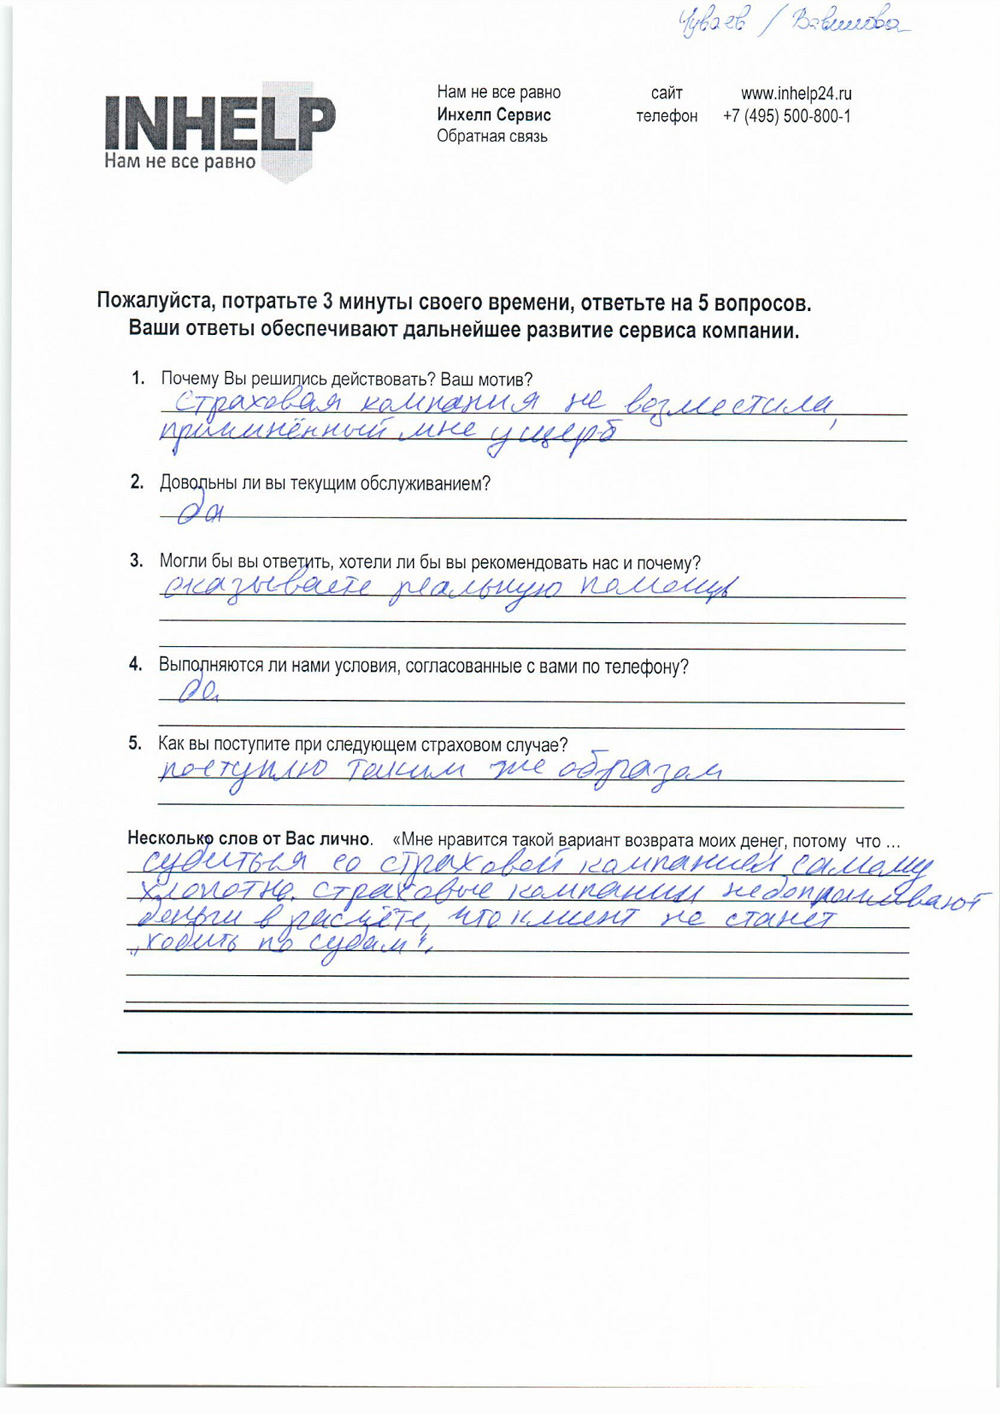 Чуваев / Вавилова
INHELP
Нам не все равно
Нам не все равно
Инхелп Сервис
Обратная связь
сайт www.inhelp24.ru
телефон +7 (495) 500-800-1
Пожалуйста, потратьте 3 минуты своего времени, ответьте на 5 вопросов.
Ваши ответы обеспечивают дальнейшее развитие сервиса компании.
1. Почему Вы решились действовать? Ваш мотив?
Страховая компания не возместила,
причинённый мне ущерб
2. Довольны ли вы текущим обслуживанием?
да
3. Могли бы вы ответить, хотели ли бы вы рекомендовать нас и почему?
оказываете реальную помощь
4. Выполняются ли нами условия, согласованные с вами по телефону?
да
5. Как вы поступите при следующем страховом случае?
поступлю таким же образом
Несколько слов от Вас лично. «Мне нравится такой вариант возврата моих денег, потому что ...
судиться со страховой компанией самому
хлопотно. страховые компании недоплачивают
деньги в расчёте, что клиент не станет
„ходить по судам".